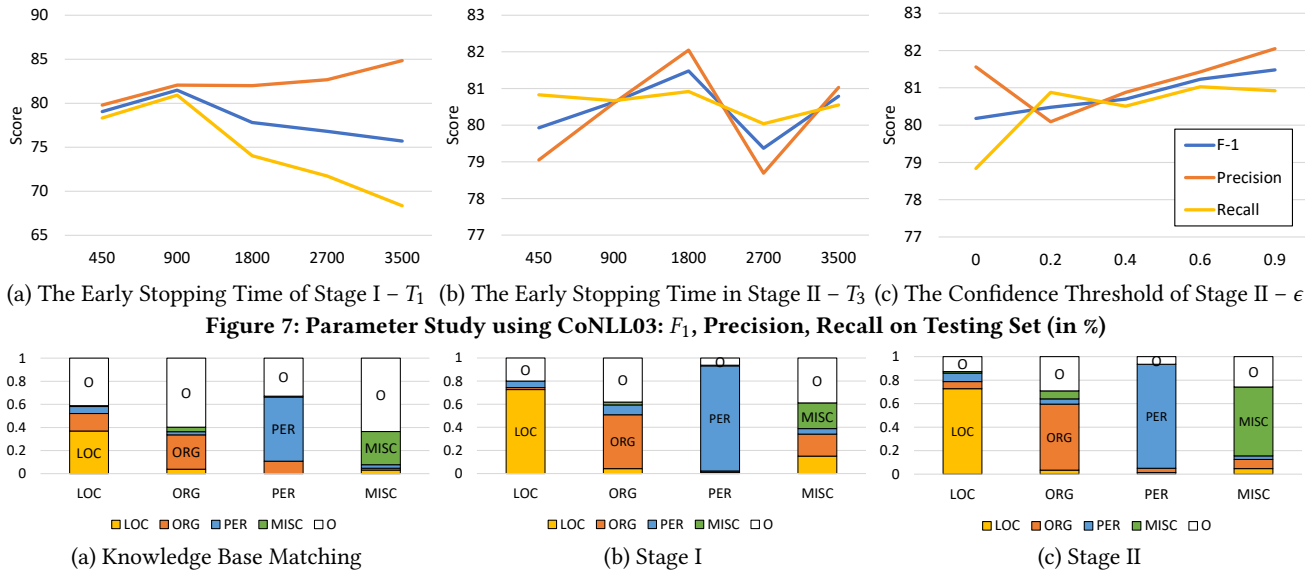 90
85
80
75
70
65
Score
450 900 1800 2700 3500
83
82
81
80
79
78
77
Score
450 900 1800 2700 3500
83
82
81
80
79
78
77
Score
0 0.2 0.4 0.6 0.9
F-1
Precision
Recall
(a) The Early Stopping Time of Stage I – T₁ (b) The Early Stopping Time in Stage II – T₃ (c) The Confidence Threshold of Stage II – ϵ
Figure 7: Parameter Study using CoNLL03: F₁, Precision, Recall on Testing Set (in %)
1
0.8
0.6
0.4
0.2
0
O O O O
LOC ORG PER MISC
LOC ORG PER MISC
LOC ORG PER MISC O
(a) Knowledge Base Matching
1
0.8
0.6
0.4
0.2
0
O O O O
LOC ORG PER MISC
LOC ORG PER MISC
LOC ORG PER MISC O
(b) Stage I
1
0.8
0.6
0.4
0.2
0
O O O O
LOC ORG PER MISC
LOC ORG PER MISC
LOC ORG PER MISC O
(c) Stage II